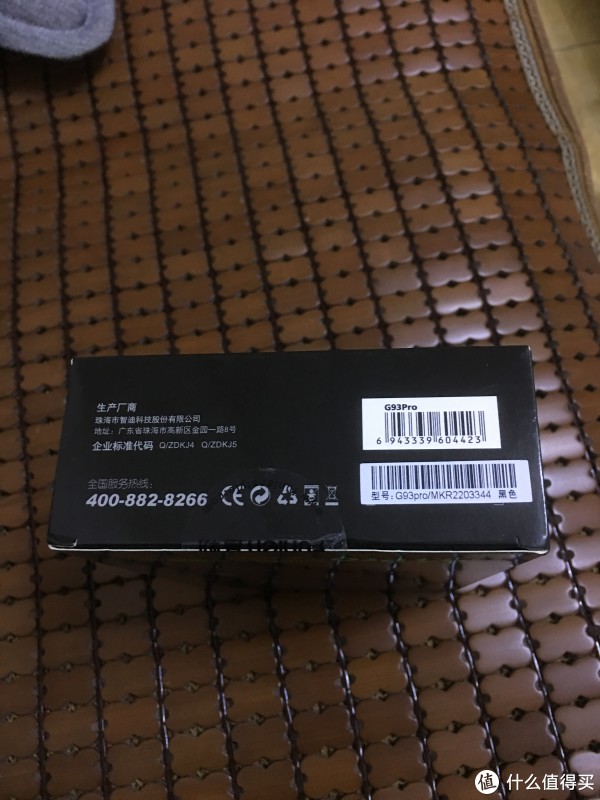 生产厂商
珠海市智迪科技股份有限公司
地址：广东省珠海市高新区金园一路8号
企业标准代码 Q/ZDKJ4 Q/ZDKJ5
全国服务热线：
400-882-8266
CE
G93Pro
6 943339 604423
型号：G93pro/MKR2203344 黑色
值 什么值得买